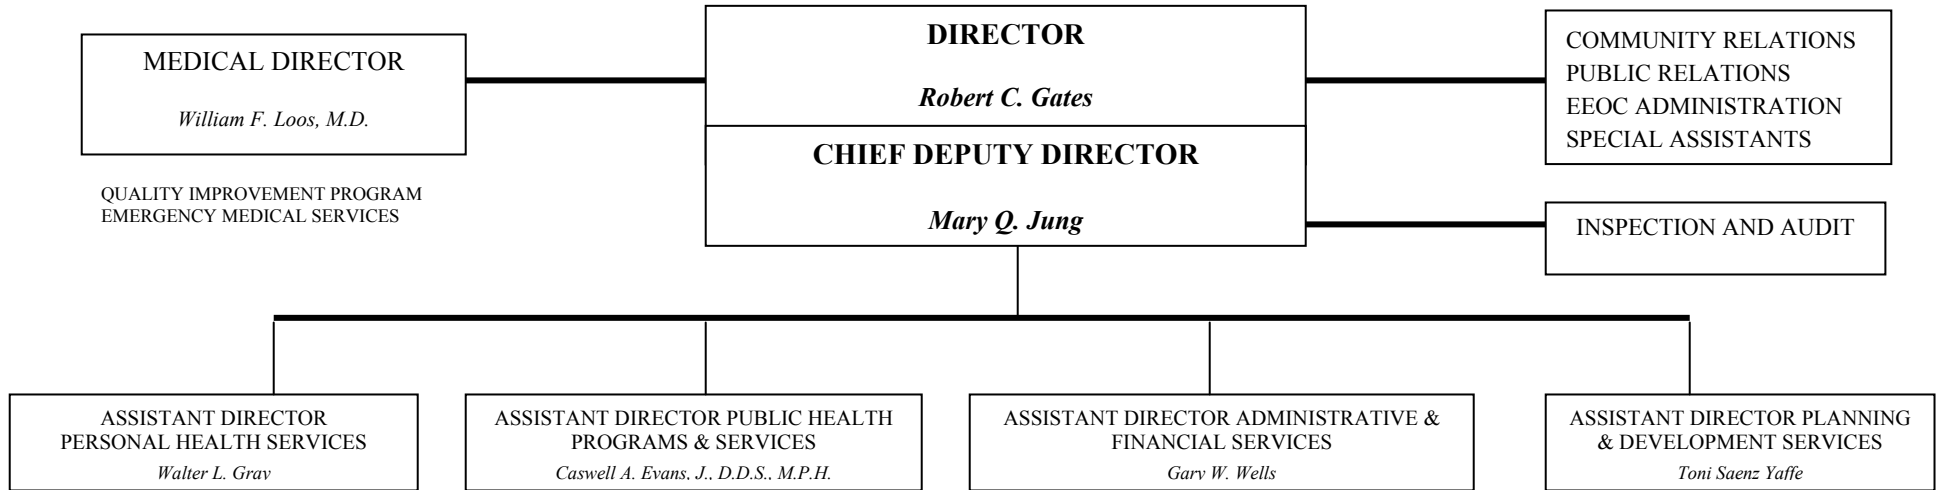 MEDICAL DIRECTOR
William F. Loos, M.D.
QUALITY IMPROVEMENT PROGRAM
EMERGENCY MEDICAL SERVICES
DIRECTOR
Robert C. Gates
CHIEF DEPUTY DIRECTOR
Mary Q. Jung
COMMUNITY RELATIONS
PUBLIC RELATIONS
EEOC ADMINISTRATION
SPECIAL ASSISTANTS
INSPECTION AND AUDIT
ASSISTANT DIRECTOR
PERSONAL HEALTH SERVICES
Walter L. Gray
ASSISTANT DIRECTOR PUBLIC HEALTH
PROGRAMS & SERVICES
Caswell A. Evans, J., D.D.S., M.P.H.
ASSISTANT DIRECTOR ADMINISTRATIVE &
FINANCIAL SERVICES
Gary W. Wells
ASSISTANT DIRECTOR PLANNING
& DEVELOPMENT SERVICES
Toni Saenz Yaffe